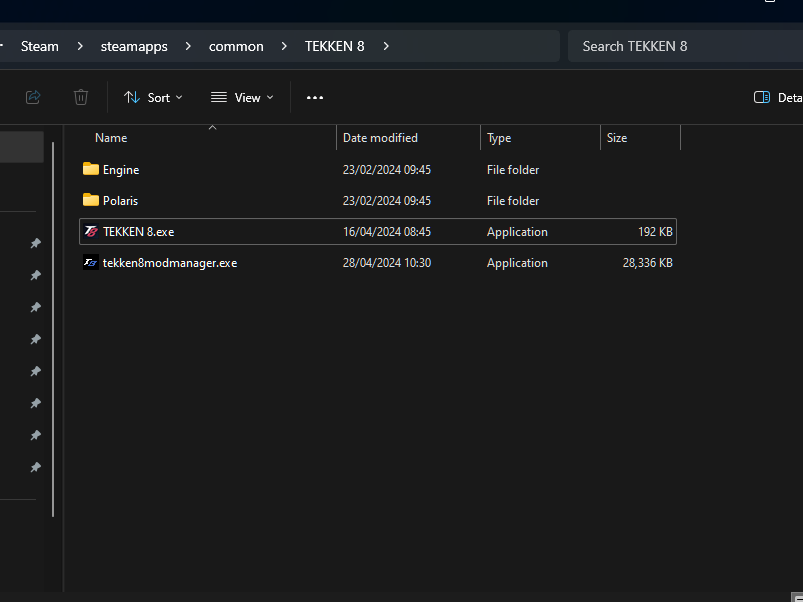 Steam > steamapps > common > TEKKEN 8 > Search TEKKEN 8
Sort View ••• Deta
Name Date modified Type Size
Engine 23/02/2024 09:45 File folder
Polaris 23/02/2024 09:45 File folder
TEKKEN 8.exe 16/04/2024 08:45 Application 192 KB
tekken8modmanager.exe 28/04/2024 10:30 Application 28,336 KB